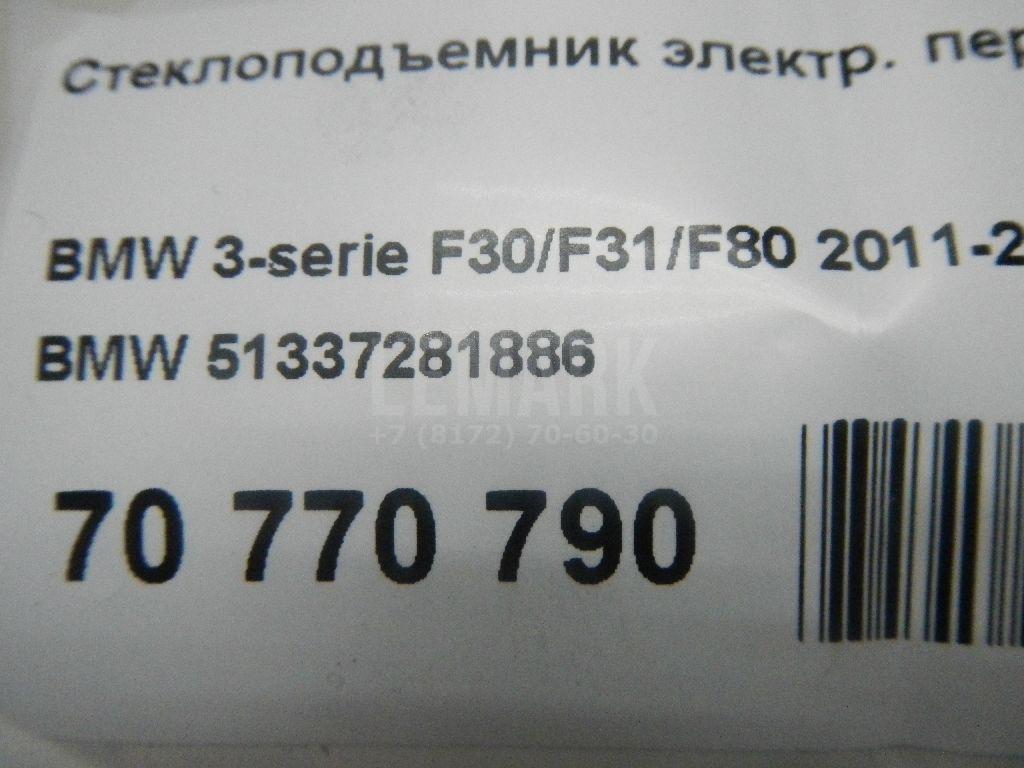 Стеклоподъемник электр. пер
BMW 3-serie F30/F31/F80 2011-2
BMW 51337281886
LEMARK
+7 (8172) 70-60-30
70 770 790